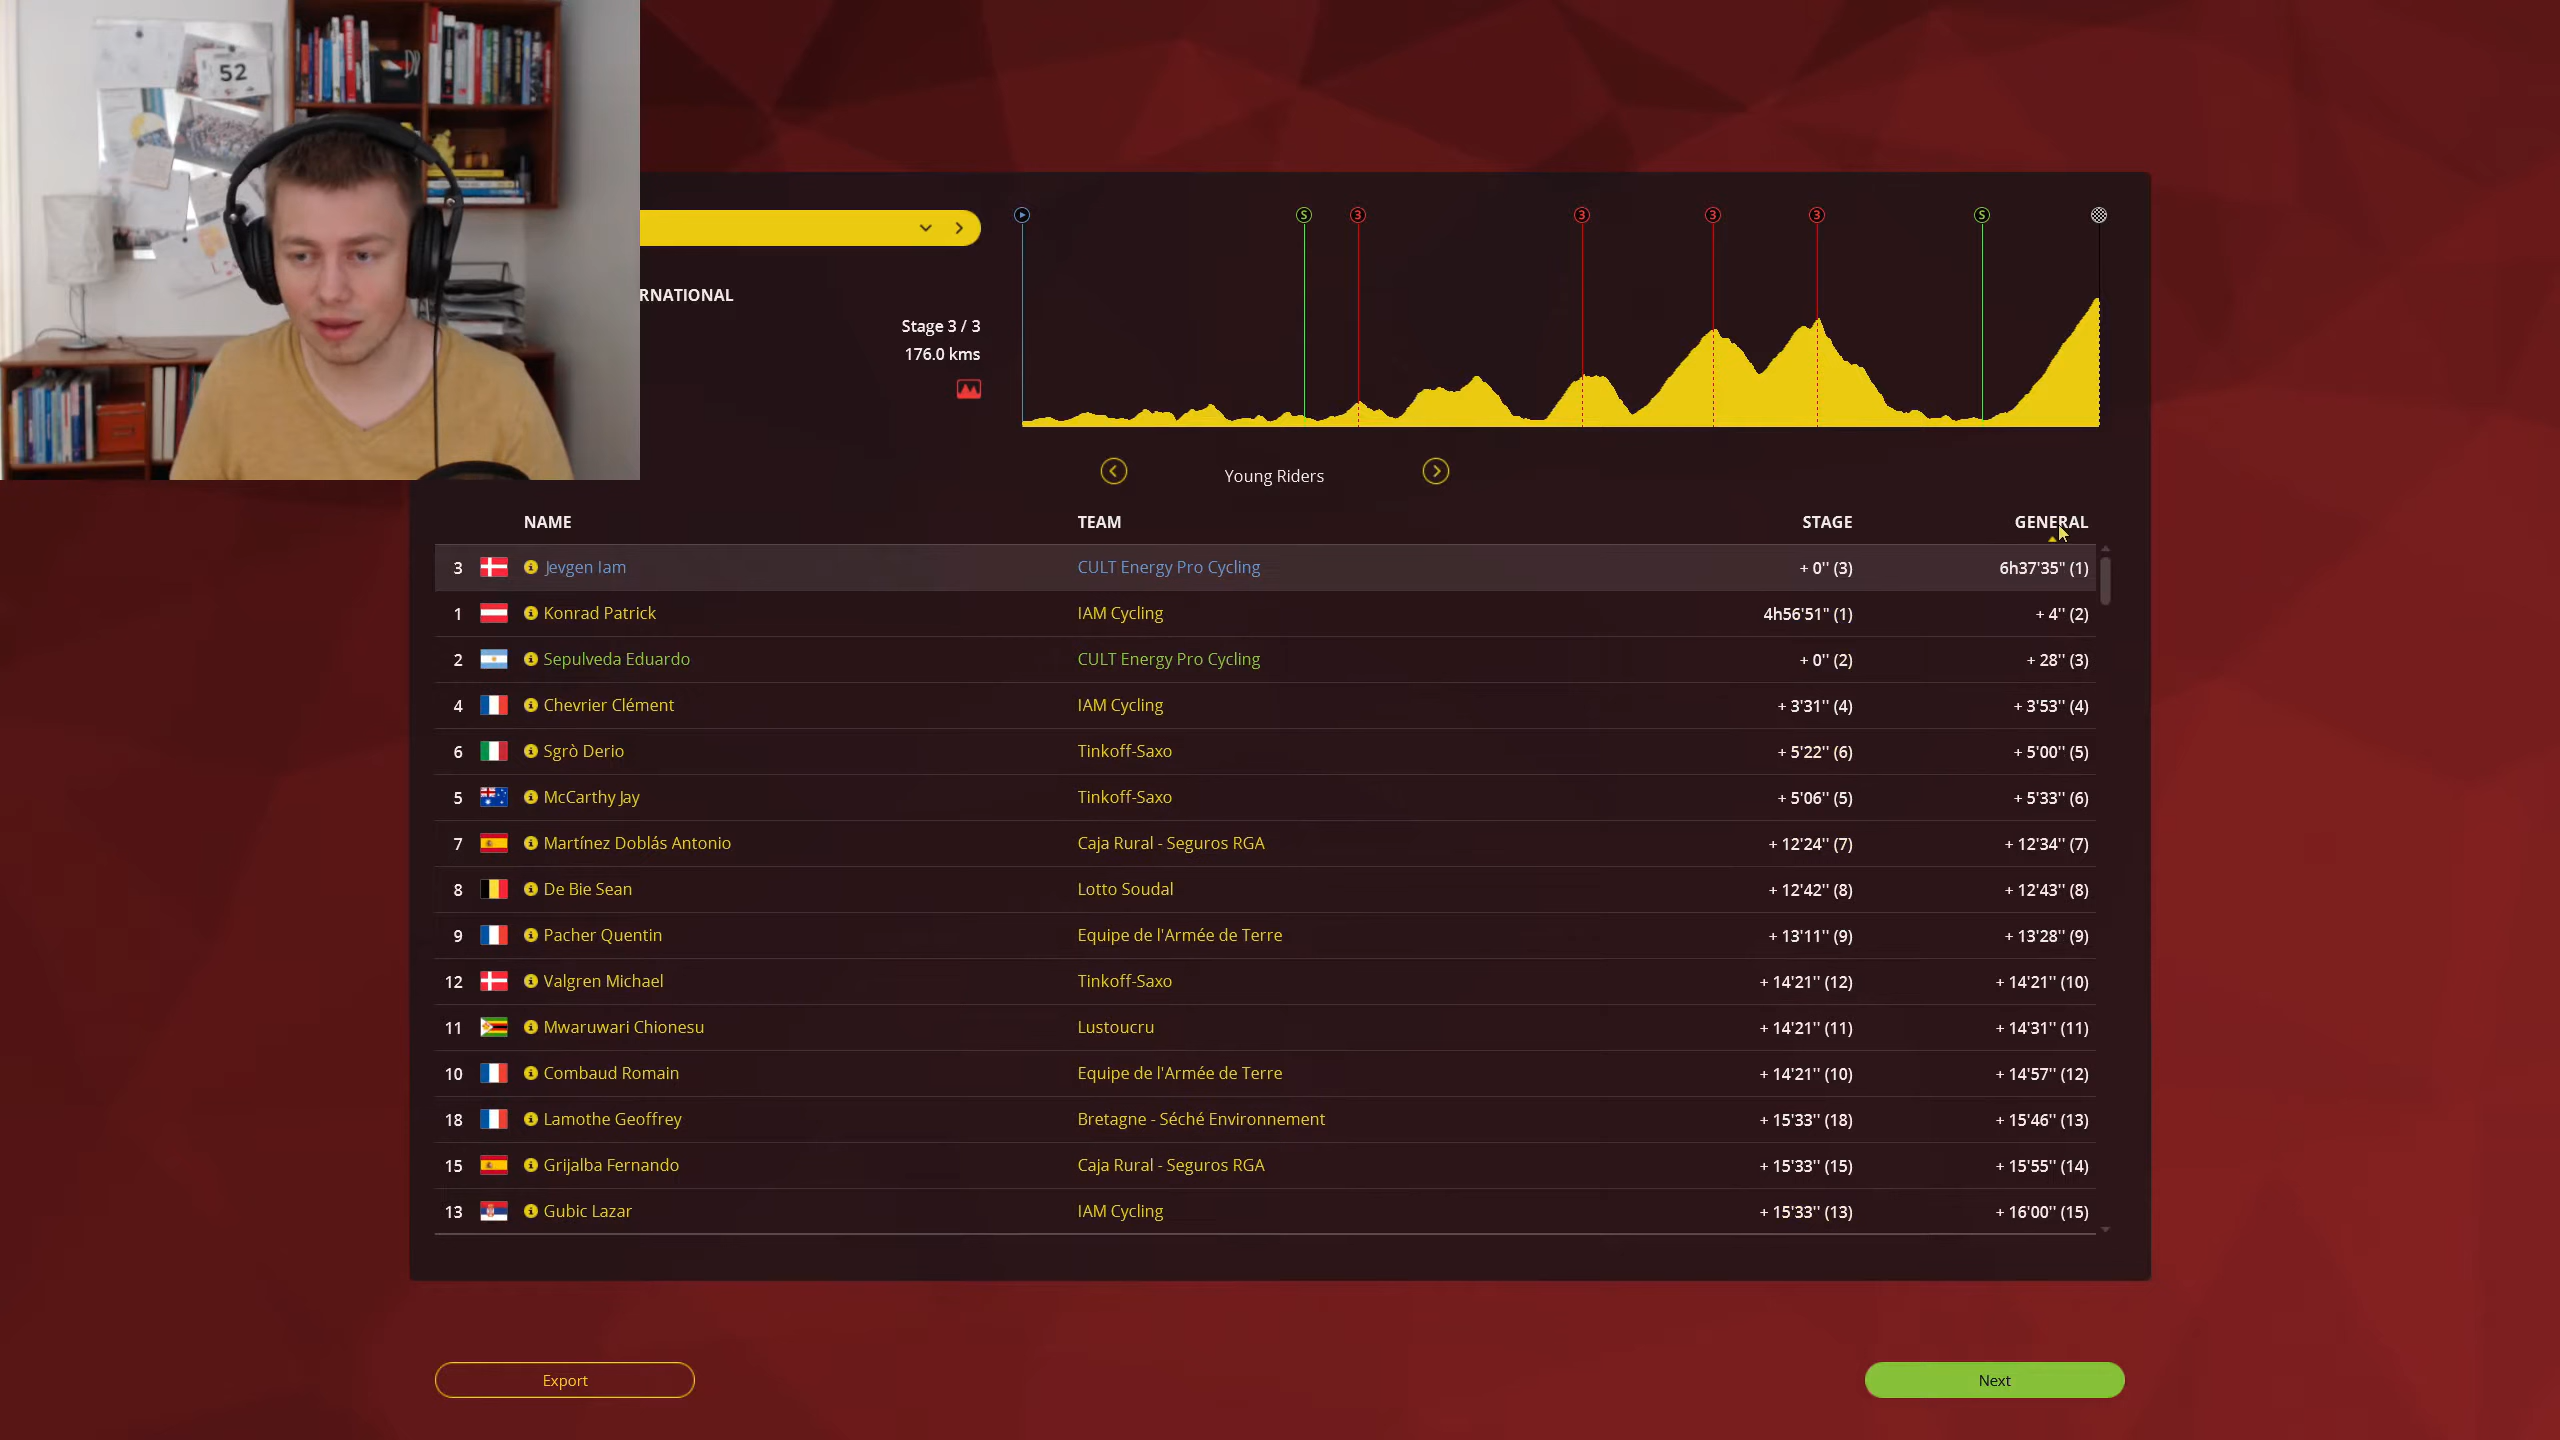 52
RNATIONAL
Stage 3 / 3
176.0 kms
S 3 3 3 3 S
Young Riders
NAME TEAM STAGE GENERAL
3 Jevgen Iam CULT Energy Pro Cycling + 0'' (3) 6h37'35'' (1)
1 Konrad Patrick IAM Cycling 4h56'51'' (1) + 4'' (2)
2 Sepulveda Eduardo CULT Energy Pro Cycling + 0'' (2) + 28'' (3)
4 Chevrier Clément IAM Cycling + 3'31'' (4) + 3'53'' (4)
6 Sgrò Derio Tinkoff-Saxo + 5'22'' (6) + 5'00'' (5)
5 McCarthy Jay Tinkoff-Saxo + 5'06'' (5) + 5'33'' (6)
7 Martínez Doblás Antonio Caja Rural - Seguros RGA + 12'24'' (7) + 12'34'' (7)
8 De Bie Sean Lotto Soudal + 12'42'' (8) + 12'43'' (8)
9 Pacher Quentin Equipe de l'Armée de Terre + 13'11'' (9) + 13'28'' (9)
12 Valgren Michael Tinkoff-Saxo + 14'21'' (12) + 14'21'' (10)
11 Mwaruwari Chionesu Lustoucru + 14'21'' (11) + 14'31'' (11)
10 Combaud Romain Equipe de l'Armée de Terre + 14'21'' (10) + 14'57'' (12)
18 Lamothe Geoffrey Bretagne - Séché Environnement + 15'33'' (18) + 15'46'' (13)
15 Grijalba Fernando Caja Rural - Seguros RGA + 15'33'' (15) + 15'55'' (14)
13 Gubic Lazar IAM Cycling + 15'33'' (13) + 16'00'' (15)
Export
Next